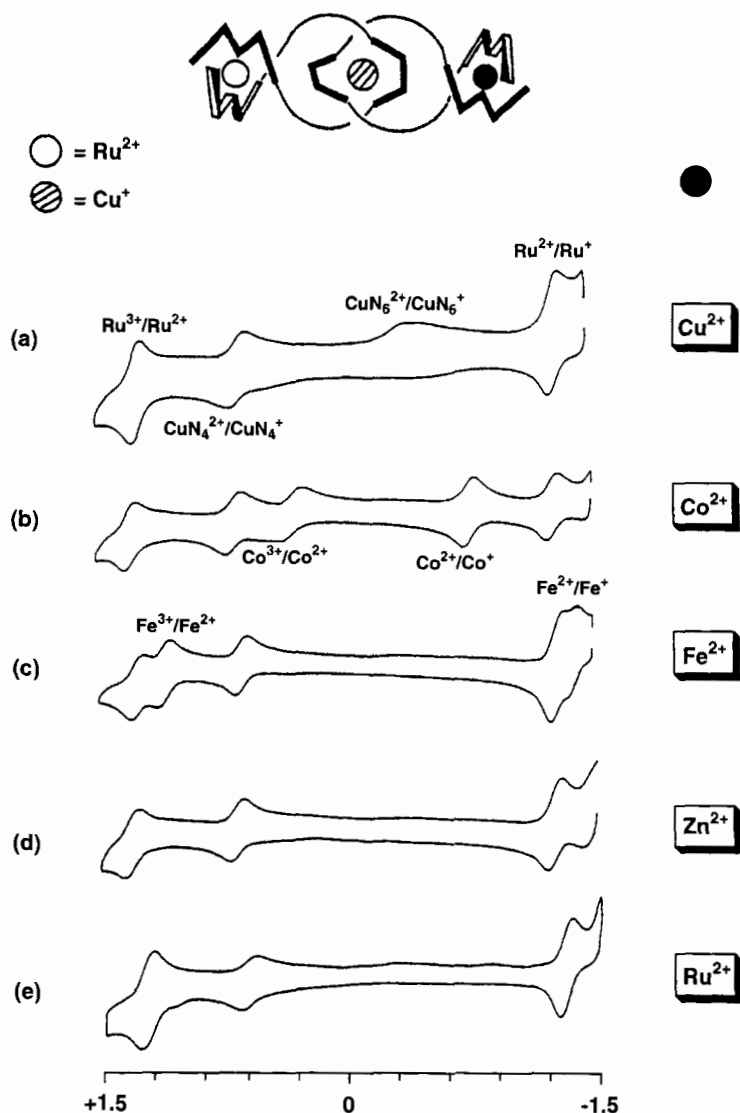 = Ru²⁺
= Cu⁺
Ru²⁺/Ru⁺
CuN₆²⁺/CuN₆⁺
Ru³⁺/Ru²⁺
(a)
Cu²⁺
CuN₄²⁺/CuN₄⁺
(b)
Co²⁺
Co³⁺/Co²⁺
Co²⁺/Co⁺
Fe²⁺/Fe⁺
Fe³⁺/Fe²⁺
(c)
Fe²⁺
(d)
Zn²⁺
(e)
Ru²⁺
+1.5
0
-1.5